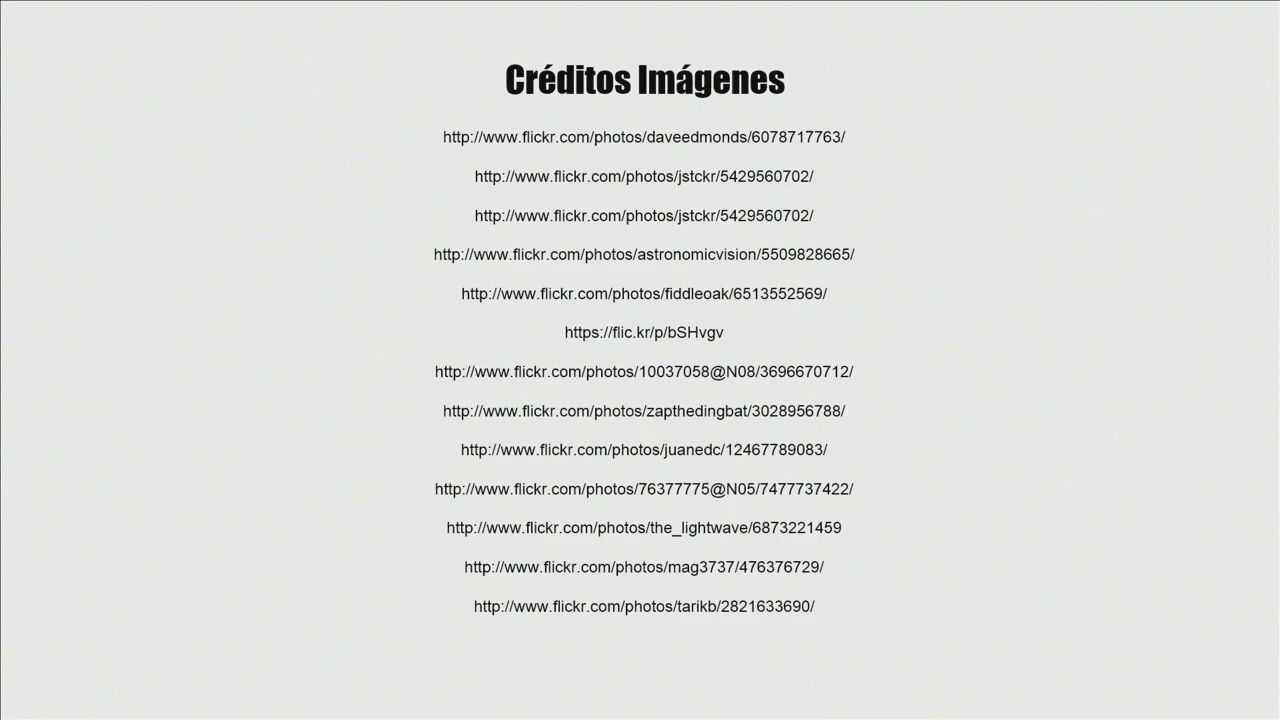 Créditos Imágenes
http://www.flickr.com/photos/daveedmonds/6078717763/
http://www.flickr.com/photos/jstckr/5429560702/
http://www.flickr.com/photos/jstckr/5429560702/
http://www.flickr.com/photos/astronomicvision/5509828665/
http://www.flickr.com/photos/fiddleoak/6513552569/
https://flic.kr/p/bSHvgv
http://www.flickr.com/photos/10037058@N08/3696670712/
http://www.flickr.com/photos/zapthedingbat/3028956788/
http://www.flickr.com/photos/juanedc/12467789083/
http://www.flickr.com/photos/76377775@N05/7477737422/
http://www.flickr.com/photos/the_lightwave/6873221459
http://www.flickr.com/photos/mag3737/476376729/
http://www.flickr.com/photos/tarikb/2821633690/